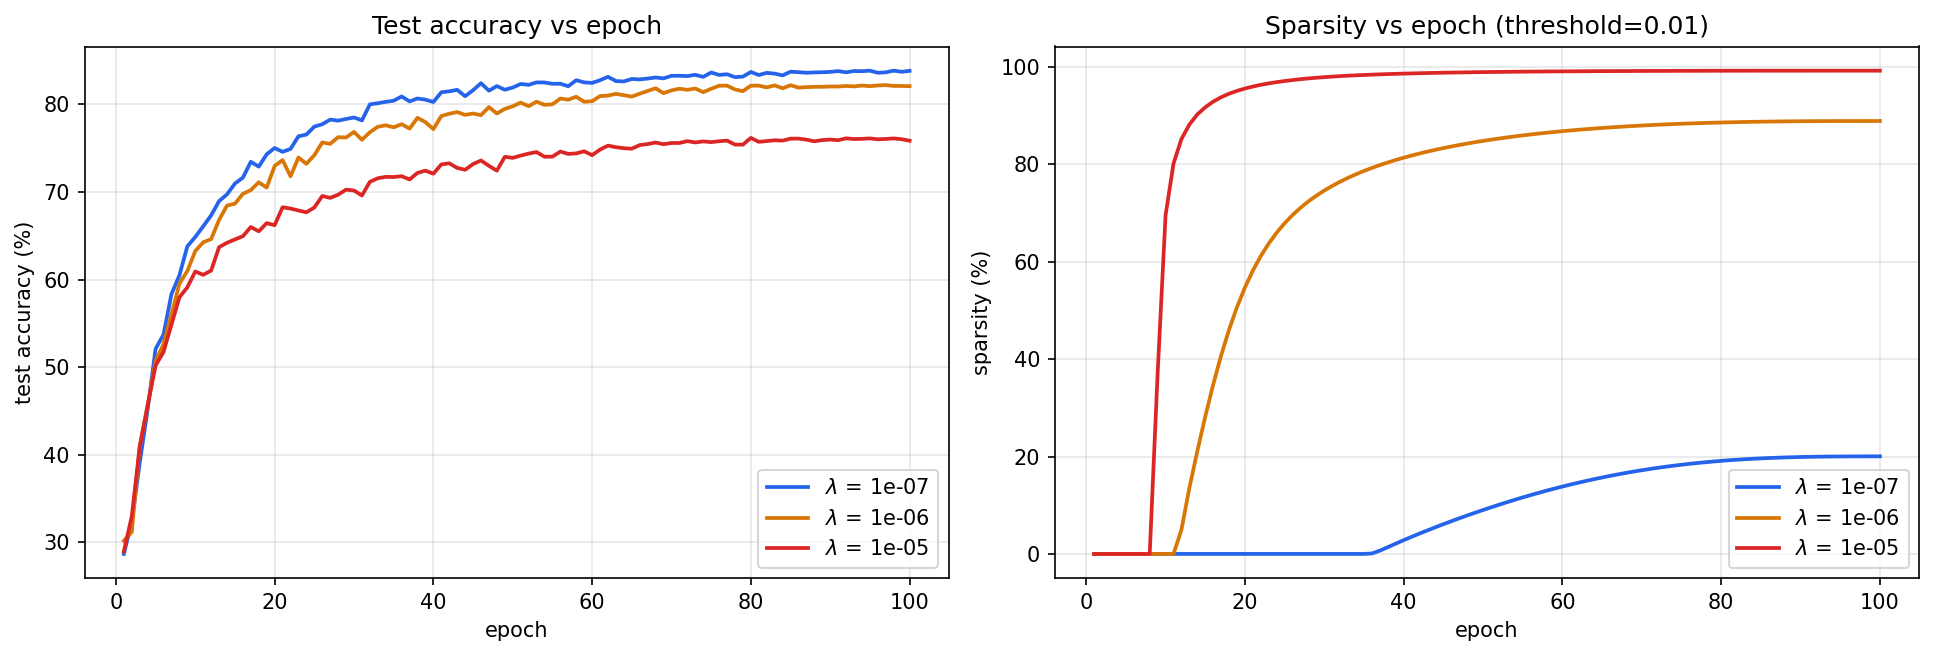 Test accuracy vs epoch
test accuracy (%)
80
70
60
50
40
30
0 20 40 60 80 100
epoch
λ = 1e-07
λ = 1e-06
λ = 1e-05
Sparsity vs epoch (threshold=0.01)
sparsity (%)
100
80
60
40
20
0
0 20 40 60 80 100
epoch
λ = 1e-07
λ = 1e-06
λ = 1e-05